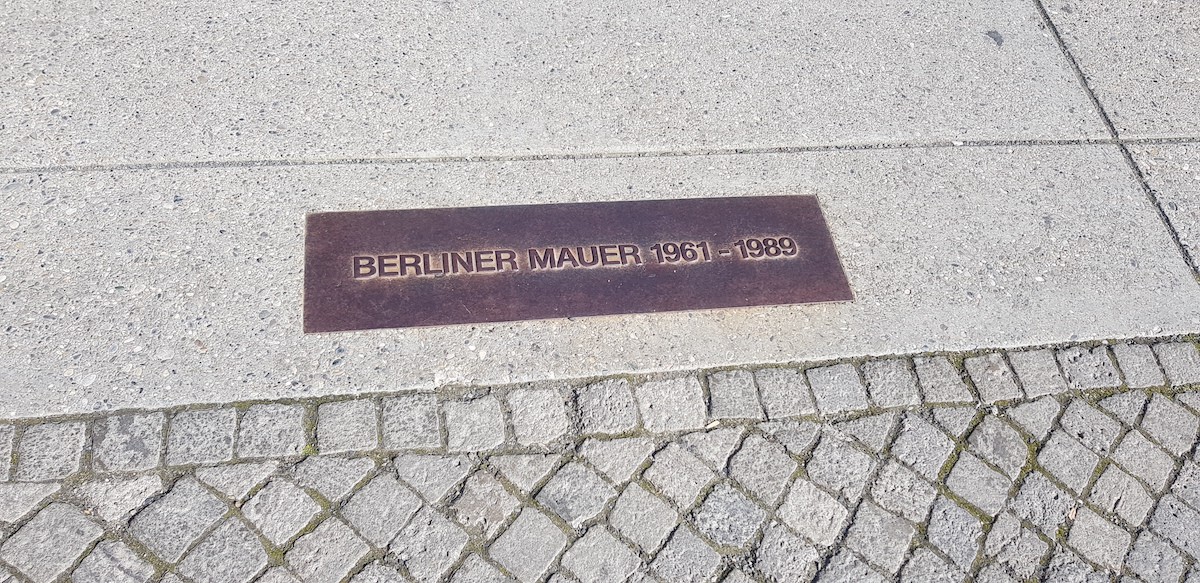 BERLINER MAUER 1961 - 1989